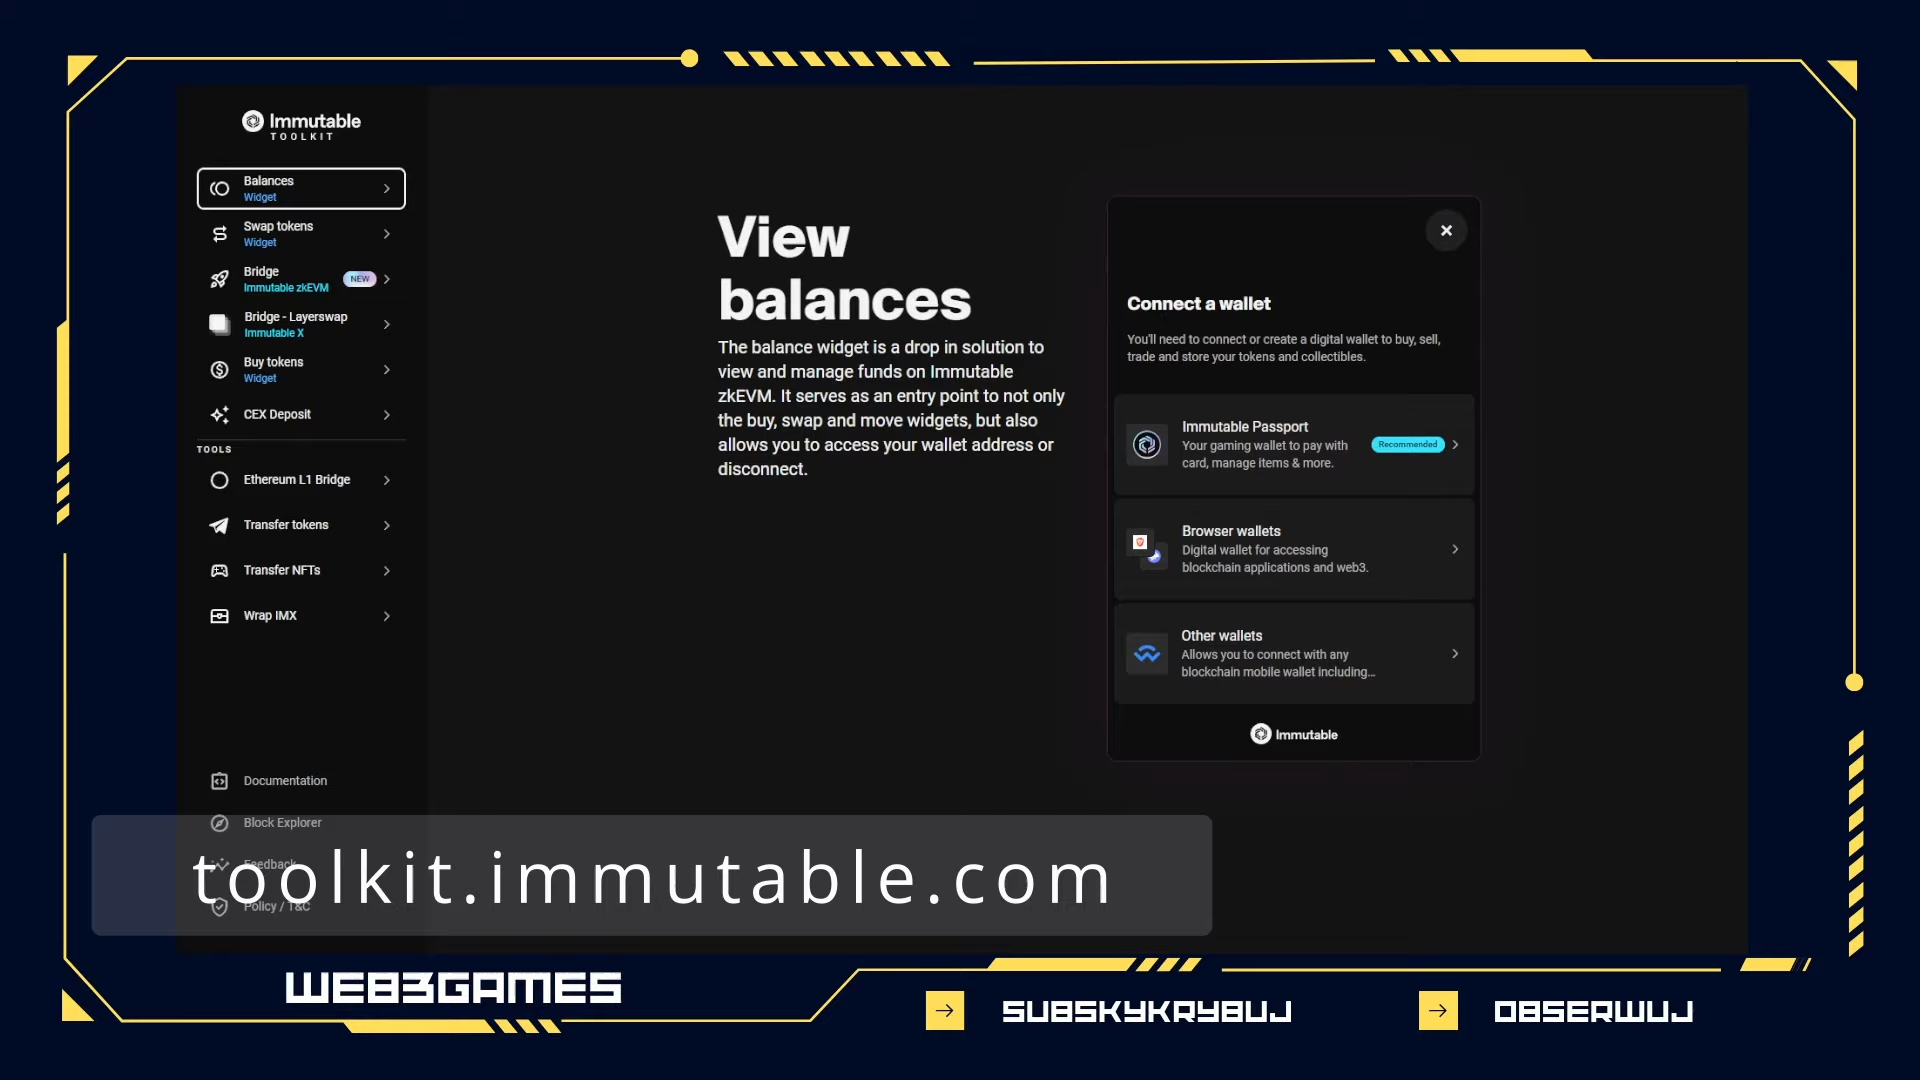 Immutable
TOOLKIT
Balances
Widget
Swap tokens
Widget
Bridge
Immutable zkEVM
NEW
Bridge - Layerswap
Immutable X
Buy tokens
Widget
CEX Deposit
TOOLS
Ethereum L1 Bridge
Transfer tokens
Transfer NFTs
Wrap IMX
Documentation
Block Explorer
Feedback
Policy / T&C
View
balances
The balance widget is a drop in solution to
view and manage funds on Immutable
zkEVM. It serves as an entry point to not only
the buy, swap and move widgets, but also
allows you to access your wallet address or
disconnect.
Connect a wallet
You'll need to connect or create a digital wallet to buy, sell,
trade and store your tokens and collectibles.
Immutable Passport
Your gaming wallet to pay with
card, manage items & more.
Recommended
Browser wallets
Digital wallet for accessing
blockchain applications and web3.
Other wallets
Allows you to connect with any
blockchain mobile wallet including...
Immutable
toolkit.immutable.com
WEB3GAMES
SUBSKYKRYBUJ
OBSERWUJ